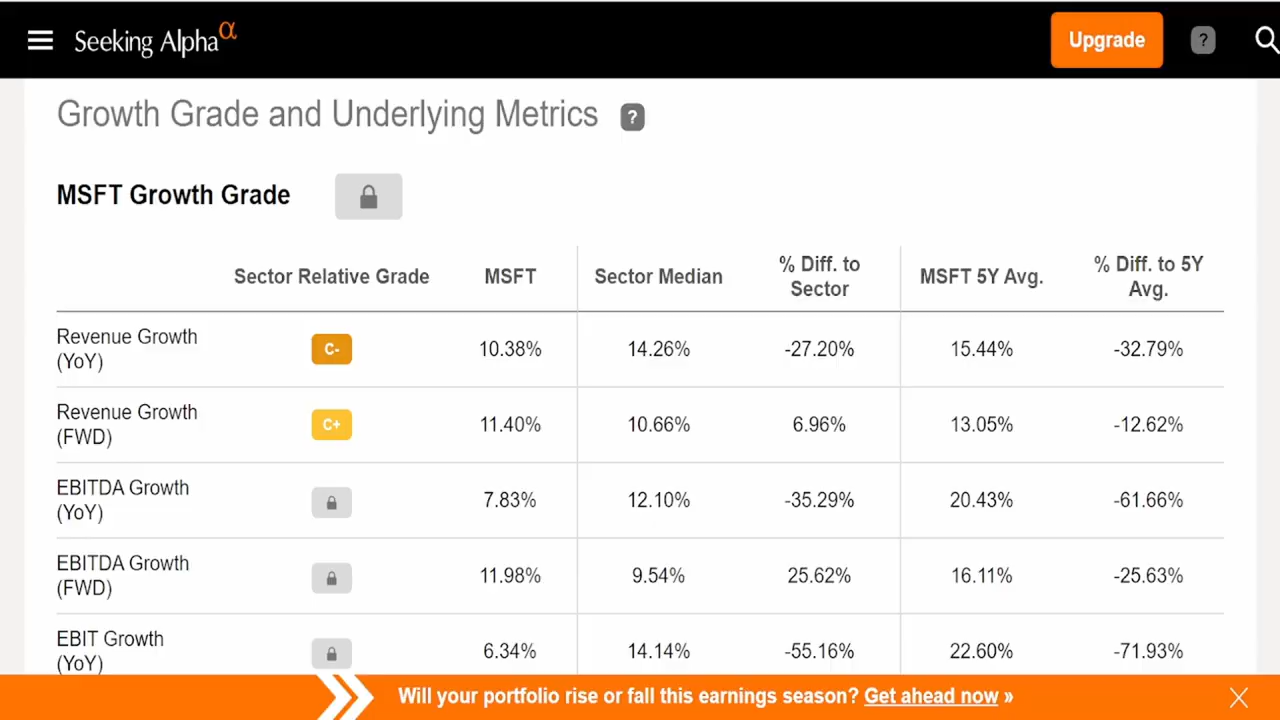 Seeking Alpha α
Upgrade
?
Growth Grade and Underlying Metrics ?
MSFT Growth Grade
Sector Relative Grade MSFT Sector Median % Diff. to Sector MSFT 5Y Avg. % Diff. to 5Y Avg.
Revenue Growth (YoY) C- 10.38% 14.26% -27.20% 15.44% -32.79%
Revenue Growth (FWD) C+ 11.40% 10.66% 6.96% 13.05% -12.62%
EBITDA Growth (YoY) 7.83% 12.10% -35.29% 20.43% -61.66%
EBITDA Growth (FWD) 11.98% 9.54% 25.62% 16.11% -25.63%
EBIT Growth (YoY) 6.34% 14.14% -55.16% 22.60% -71.93%
Will your portfolio rise or fall this earnings season? Get ahead now »